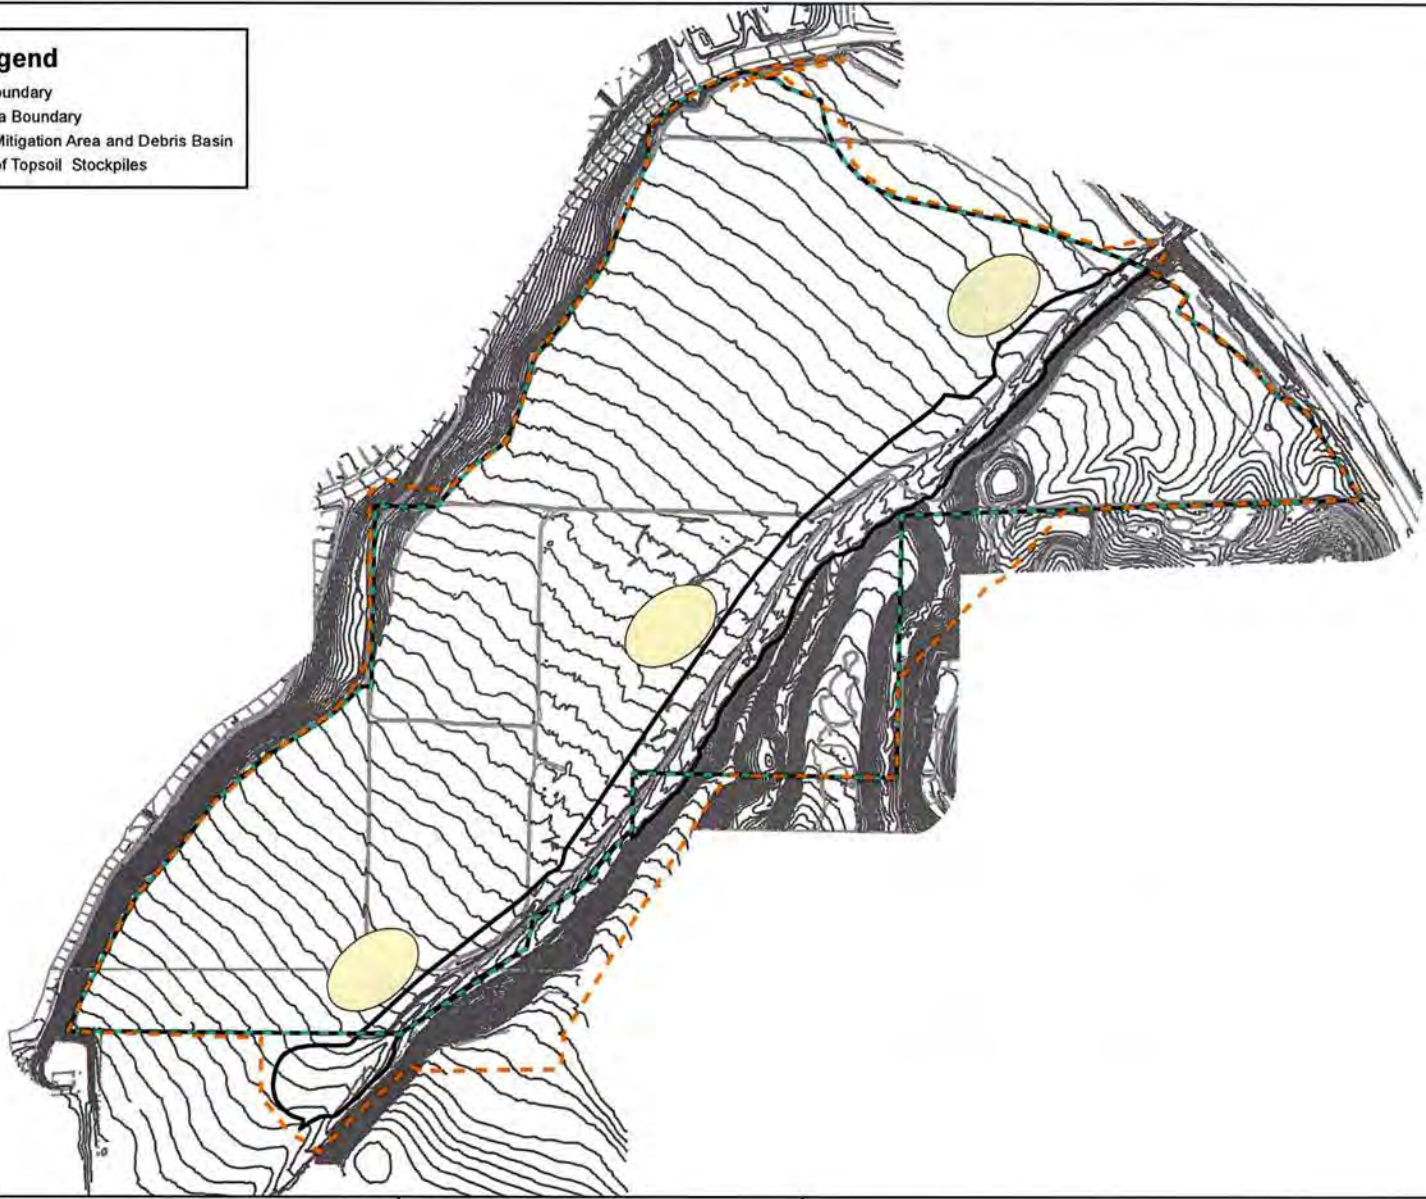 gend
oundary
a Boundary
Mitigation Area and Debris Basin
of Topsoil Stockpiles